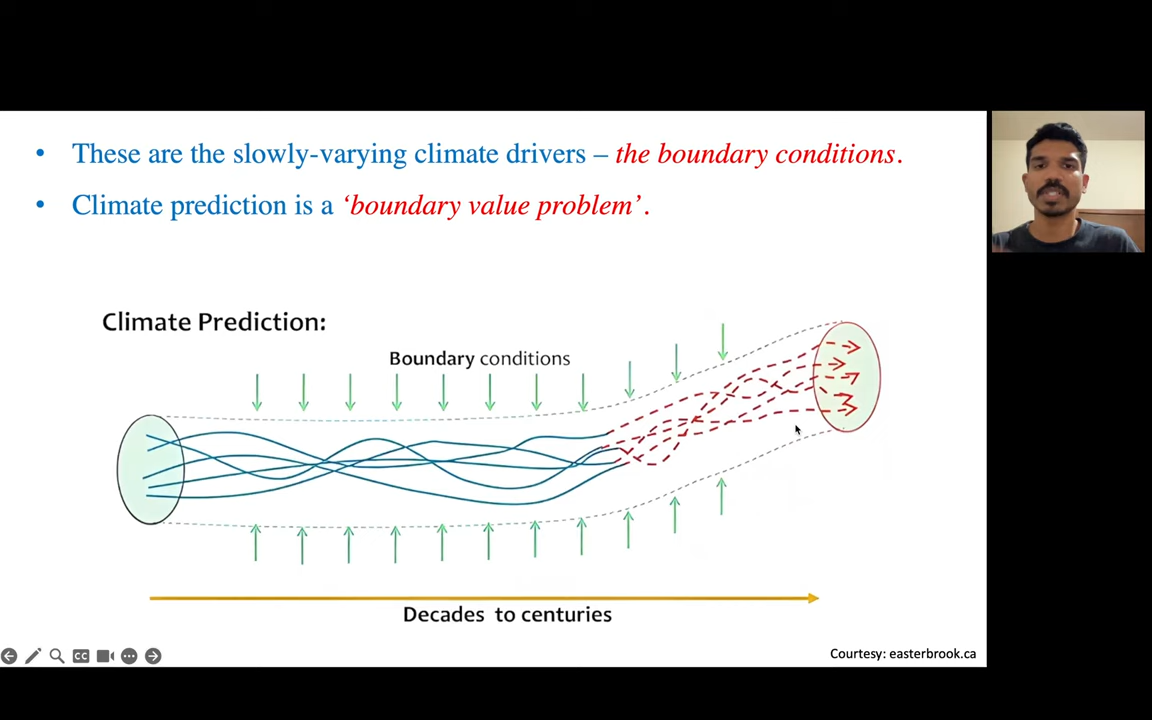 • These are the slowly-varying climate drivers – the boundary conditions.
• Climate prediction is a ‘boundary value problem’.
Climate Prediction:
Boundary conditions
Decades to centuries
CC
Courtesy: easterbrook.ca